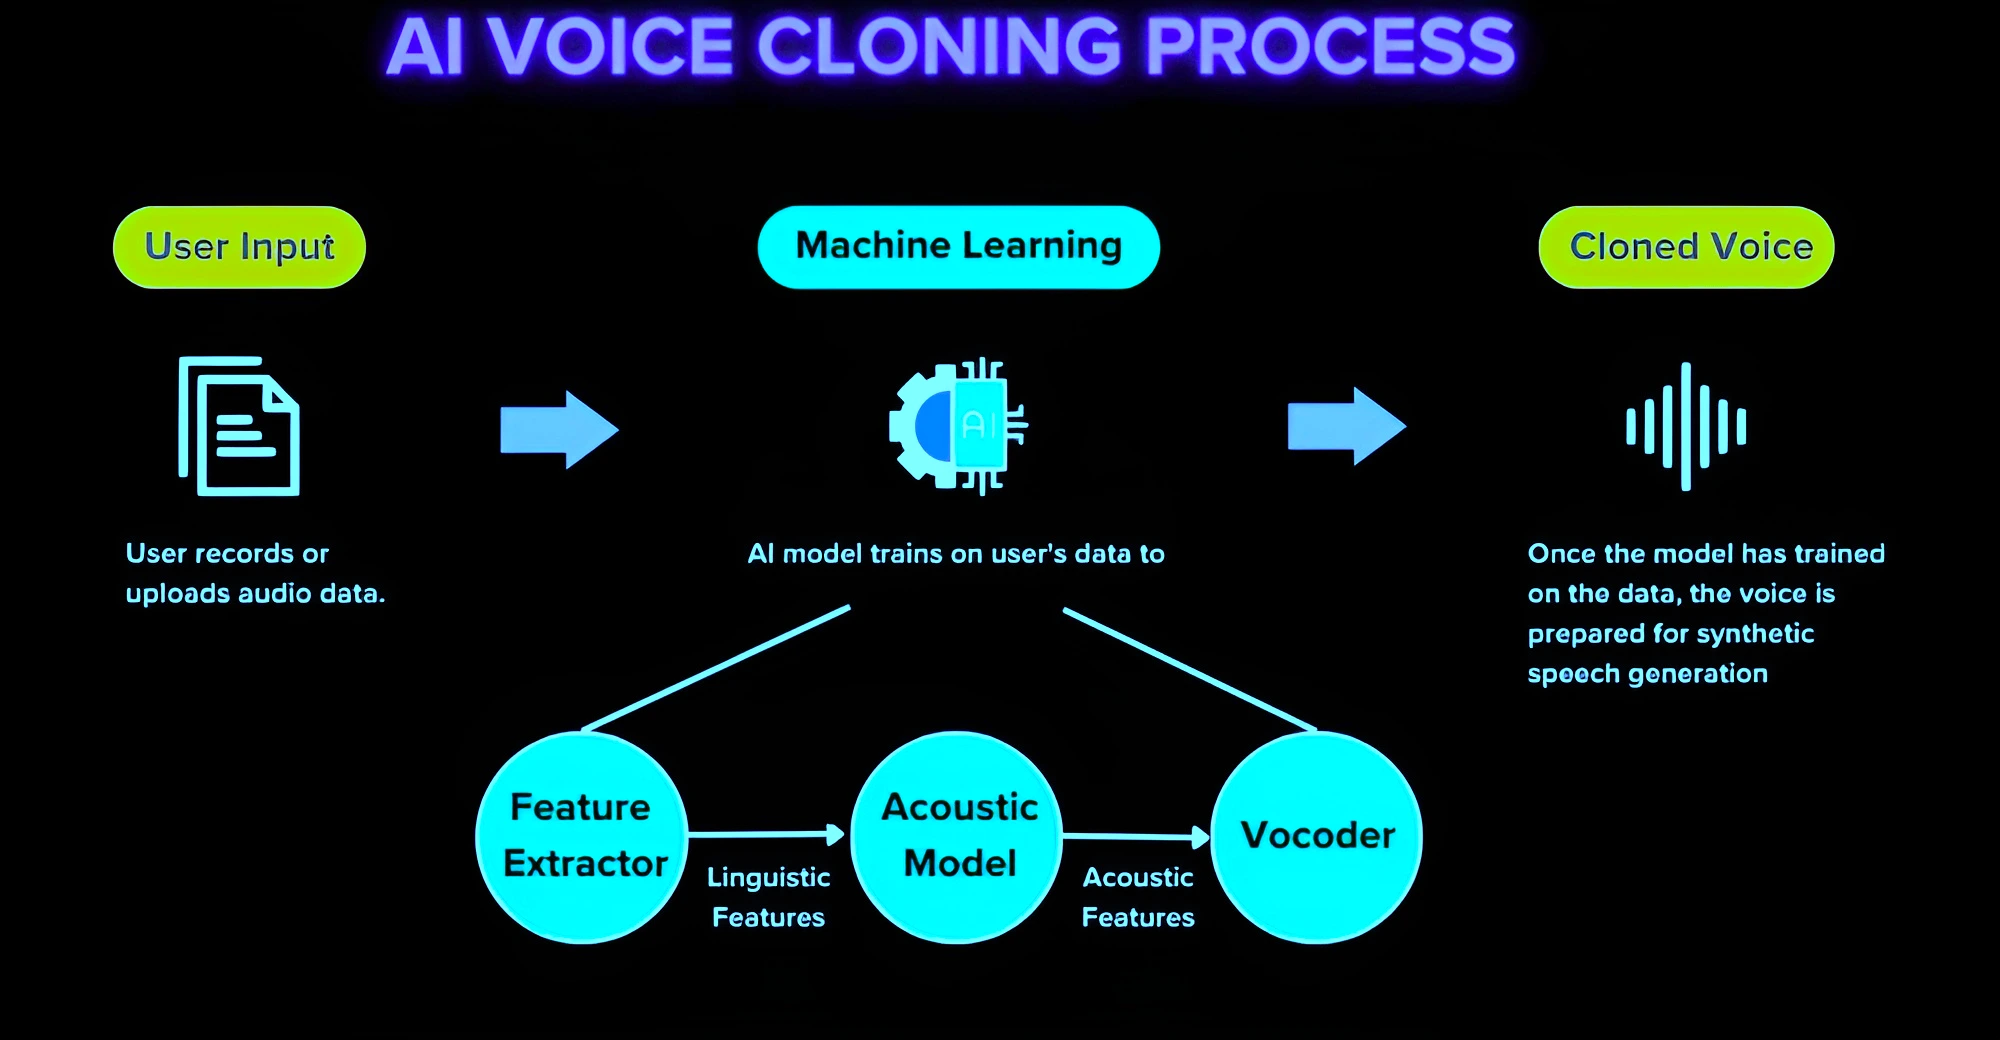 AI VOICE CLONING PROCESS
User Input
Machine Learning
Cloned Voice
AI
User records or
uploads audio data.
AI model trains on user's data to
Once the model has trained
on the data, the voice is
prepared for synthetic
speech generation
Feature
Extractor
Linguistic
Features
Acoustic
Model
Acoustic
Features
Vocoder